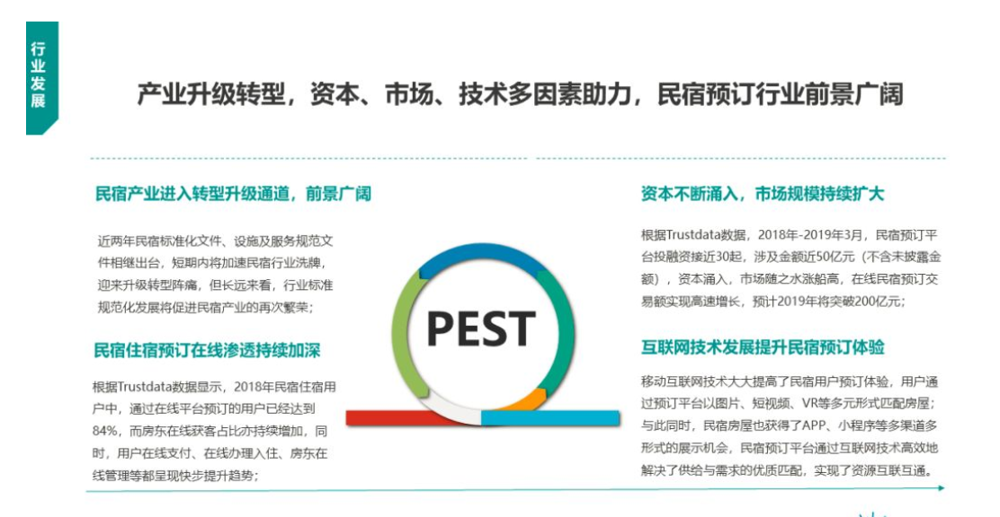 行业发展
产业升级转型，资本、市场、技术多因素助力，民宿预订行业前景广阔
民宿产业进入转型升级通道，前景广阔
近两年民宿标准化文件、设施及服务规范文
件相继出台，短期内将加速民宿行业洗牌，
迎来升级转型阵痛，但长远来看，行业标准
规范化发展将促进民宿产业的再次繁荣；
民宿住宿预订在线渗透持续加深
根据Trustdata数据显示，2018年民宿住宿用
户中，通过在线平台预订的用户已经达到
84%，而房东在线获客占比亦持续增加，同
时，用户在线支付、在线办理入住、房东在
线管理等都呈现快步提升趋势；
PEST
资本不断涌入，市场规模持续扩大
根据Trustdata数据，2018年-2019年3月，民宿预订平
台投融资接近30起，涉及金额近50亿元（不含未披露金
额），资本涌入，市场随之水涨船高，在线民宿预订交
易额实现高速增长，预计2019年将突破200亿元；
互联网技术发展提升民宿预订体验
移动互联网技术大大提高了民宿用户预订体验，用户通
过预订平台以图片、短视频、VR等多元形式匹配房屋；
与此同时，民宿房屋也获得了APP、小程序等多渠道多
形式的展示机会，民宿预订平台通过互联网技术高效地
解决了供给与需求的优质匹配，实现了资源互联互通。